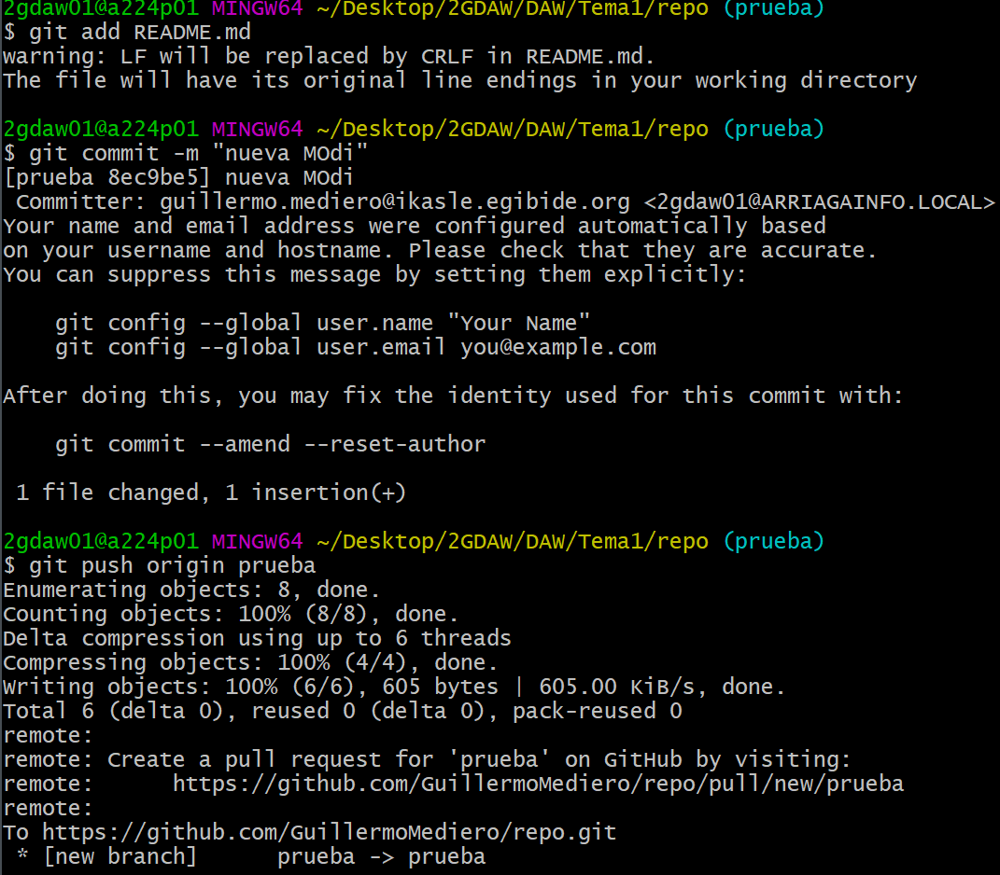 2gdaw01@a224p01 MINGW64 ~/Desktop/2GDAW/DAW/Tema1/repo (prueba)
$ git add README.md
warning: LF will be replaced by CRLF in README.md.
The file will have its original line endings in your working directory

2gdaw01@a224p01 MINGW64 ~/Desktop/2GDAW/DAW/Tema1/repo (prueba)
$ git commit -m "nueva MOdi"
[prueba 8ec9be5] nueva MOdi
 Committer: guillermo.mediero@ikasle.egibide.org <2gdaw01@ARRIAGAINFO.LOCAL>
Your name and email address were configured automatically based
on your username and hostname. Please check that they are accurate.
You can suppress this message by setting them explicitly:

    git config --global user.name "Your Name"
    git config --global user.email you@example.com

After doing this, you may fix the identity used for this commit with:

    git commit --amend --reset-author

 1 file changed, 1 insertion(+)

2gdaw01@a224p01 MINGW64 ~/Desktop/2GDAW/DAW/Tema1/repo (prueba)
$ git push origin prueba
Enumerating objects: 8, done.
Counting objects: 100% (8/8), done.
Delta compression using up to 6 threads
Compressing objects: 100% (4/4), done.
Writing objects: 100% (6/6), 605 bytes | 605.00 KiB/s, done.
Total 6 (delta 0), reused 0 (delta 0), pack-reused 0
remote:
remote: Create a pull request for 'prueba' on GitHub by visiting:
remote:      https://github.com/GuillermoMediero/repo/pull/new/prueba
remote:
To https://github.com/GuillermoMediero/repo.git
 * [new branch]      prueba -> prueba